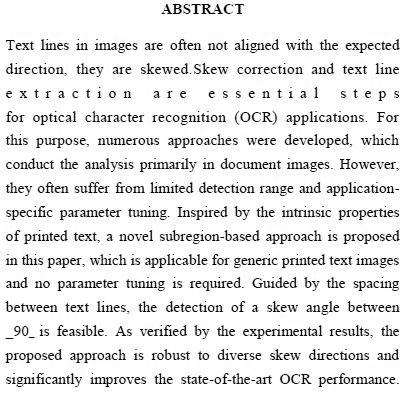 ABSTRACT
Text lines in images are often not aligned with the expected
direction, they are skewed.Skew correction and text line
extraction are essential steps
for optical character recognition (OCR) applications. For
this purpose, numerous approaches were developed, which
conduct the analysis primarily in document images. However,
they often suffer from limited detection range and application-
specific parameter tuning. Inspired by the intrinsic properties
of printed text, a novel subregion-based approach is proposed
in this paper, which is applicable for generic printed text images
and no parameter tuning is required. Guided by the spacing
between text lines, the detection of a skew angle between
_90_ is feasible. As verified by the experimental results, the
proposed approach is robust to diverse skew directions and
significantly improves the state-of-the-art OCR performance.